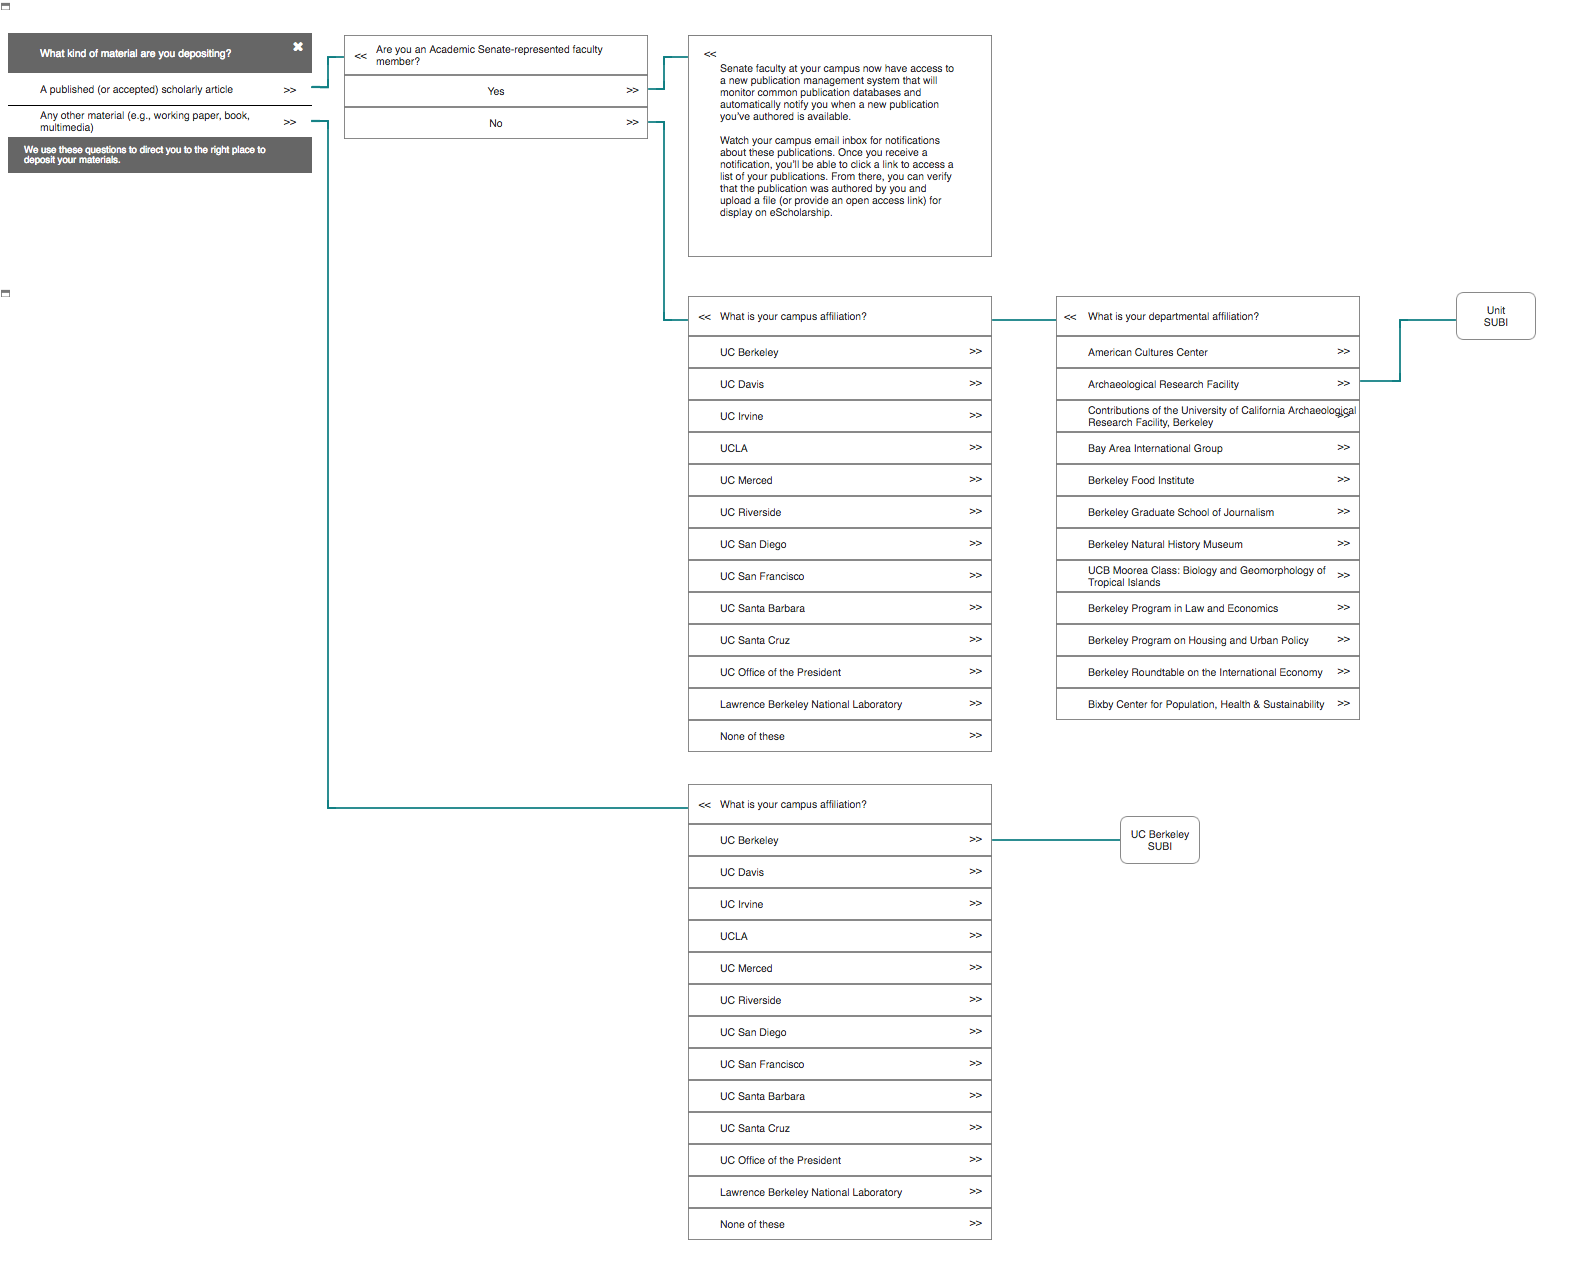 What kind of material are you depositing? ✖
A published (or accepted) scholarly article >>
Any other material (e.g., working paper, book,
multimedia) >>
We use these questions to direct you to the right place to
deposit your materials.
<< Are you an Academic Senate-represented faculty
member?
Yes >>
No >>
<<
Senate faculty at your campus now have access to
a new publication management system that will
monitor common publication databases and
automatically notify you when a new publication
you've authored is available.
Watch your campus email inbox for notifications
about these publications. Once you receive a
notification, you'll be able to click a link to access a
list of your publications. From there, you can verify
that the publication was authored by you and
upload a file (or provide an open access link) for
display on eScholarship.
<< What is your campus affiliation?
UC Berkeley >>
UC Davis >>
UC Irvine >>
UCLA >>
UC Merced >>
UC Riverside >>
UC San Diego >>
UC San Francisco >>
UC Santa Barbara >>
UC Santa Cruz >>
UC Office of the President >>
Lawrence Berkeley National Laboratory >>
None of these >>
<< What is your departmental affiliation?
American Cultures Center >>
Archaeological Research Facility >>
Contributions of the University of California Archaeological
Research Facility, Berkeley >>
Bay Area International Group >>
Berkeley Food Institute >>
Berkeley Graduate School of Journalism >>
Berkeley Natural History Museum >>
UCB Moorea Class: Biology and Geomorphology of
Tropical Islands >>
Berkeley Program in Law and Economics >>
Berkeley Program on Housing and Urban Policy >>
Berkeley Roundtable on the International Economy >>
Bixby Center for Population, Health & Sustainability >>
Unit
SUBI
<< What is your campus affiliation?
UC Berkeley >>
UC Davis >>
UC Irvine >>
UCLA >>
UC Merced >>
UC Riverside >>
UC San Diego >>
UC San Francisco >>
UC Santa Barbara >>
UC Santa Cruz >>
UC Office of the President >>
Lawrence Berkeley National Laboratory >>
None of these >>
UC Berkeley
SUBI